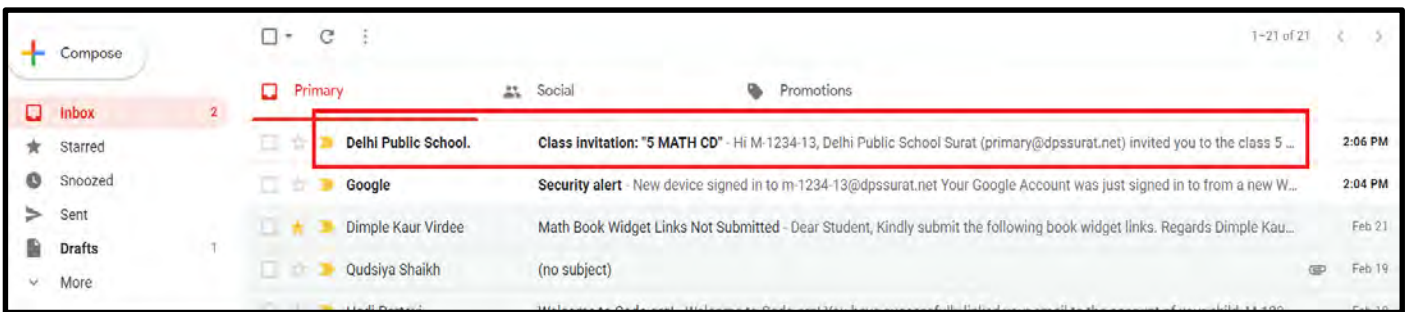 1–21 of 21
Compose
Primary
Social
Promotions
Inbox 2
Delhi Public School. Class invitation: "5 MATH CD" - Hi M-1234-13, Delhi Public School Surat (primary@dpssurat.net) invited you to the class 5 ... 2:06 PM
Starred
Snoozed
Google Security alert - New device signed in to m-1234-13@dpssurat.net Your Google Account was just signed in to from a new W... 2:04 PM
Sent
Dimple Kaur Virdee Math Book Widget Links Not Submitted - Dear Student, Kindly submit the following book widget links. Regards Dimple Kau... Feb 21
Drafts 1
Qudsiya Shaikh (no subject) Feb 19
More